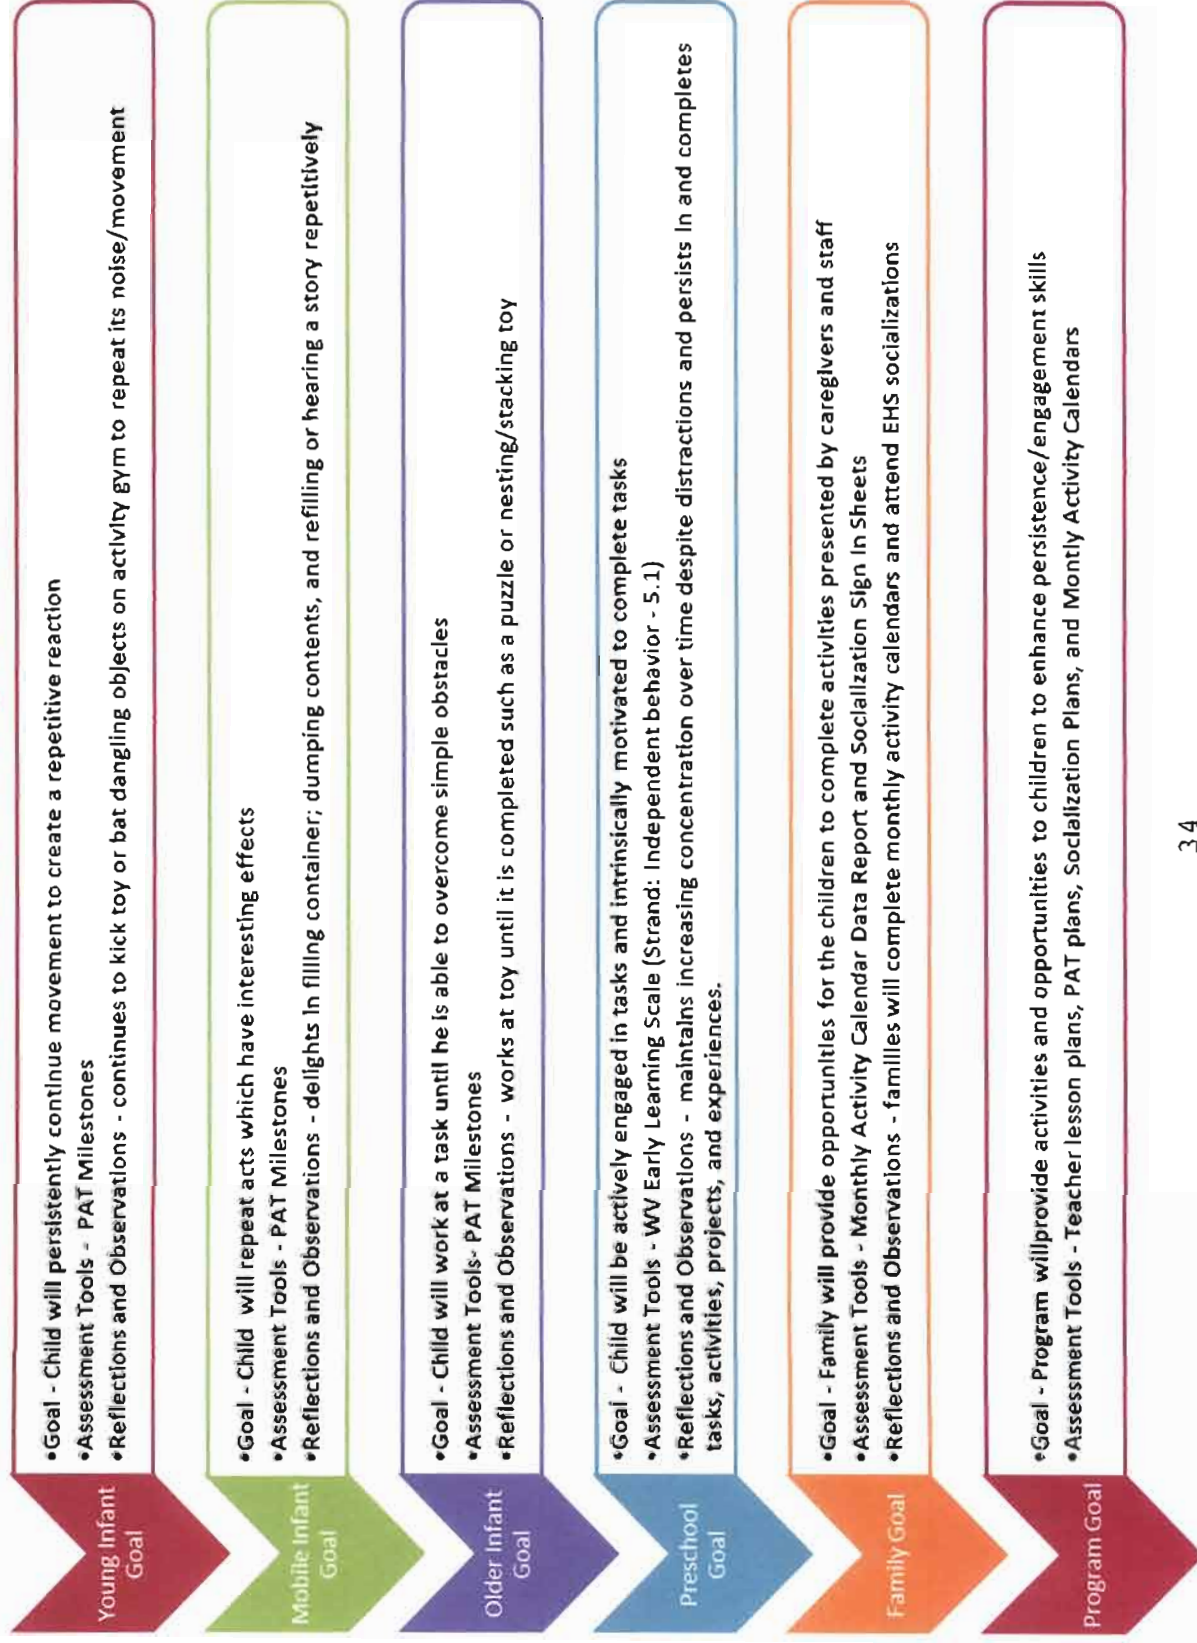 Young Infant
Goal
•Goal - Child will persistently continue movement to create a repetitive reaction
•Assessment Tools - PAT Milestones
•Reflections and Observations - continues to kick toy or bat dangling objects on activity gym to repeat its noise/movement
Mobile Infant
Goal
•Goal - Child will repeat acts which have interesting effects
•Assessment Tools - PAT Milestones
•Reflections and Observations - delights in filling container; dumping contents, and refilling or hearing a story repetitively
Older Infant
Goal
•Goal - Child will work at a task until he is able to overcome simple obstacles
•Assessment Tools- PAT Milestones
•Reflections and Observations - works at toy until it is completed such as a puzzle or nesting/stacking toy
Preschool
Goal
•Goal - Child will be actively engaged in tasks and intrinsically motivated to complete tasks
•Assessment Tools - WV Early Learning Scale (Strand: Independent behavior - 5.1)
•Reflections and Observations - maintains increasing concentration over time despite distractions and persists in and completes
tasks, activities, projects, and experiences.
Family Goal
•Goal - Family will provide opportunities for the children to complete activities presented by caregivers and staff
•Assessment Tools - Monthly Activity Calendar Data Report and Socialization Sign In Sheets
•Reflections and Observations - families will complete monthly activity calendars and attend EHS socializations
Program Goal
•Goal - Program willprovide activities and opportunities to children to enhance persistence/engagement skills
•Assessment Tools - Teacher lesson plans, PAT plans, Socialization Plans, and Montly Activity Calendars
34